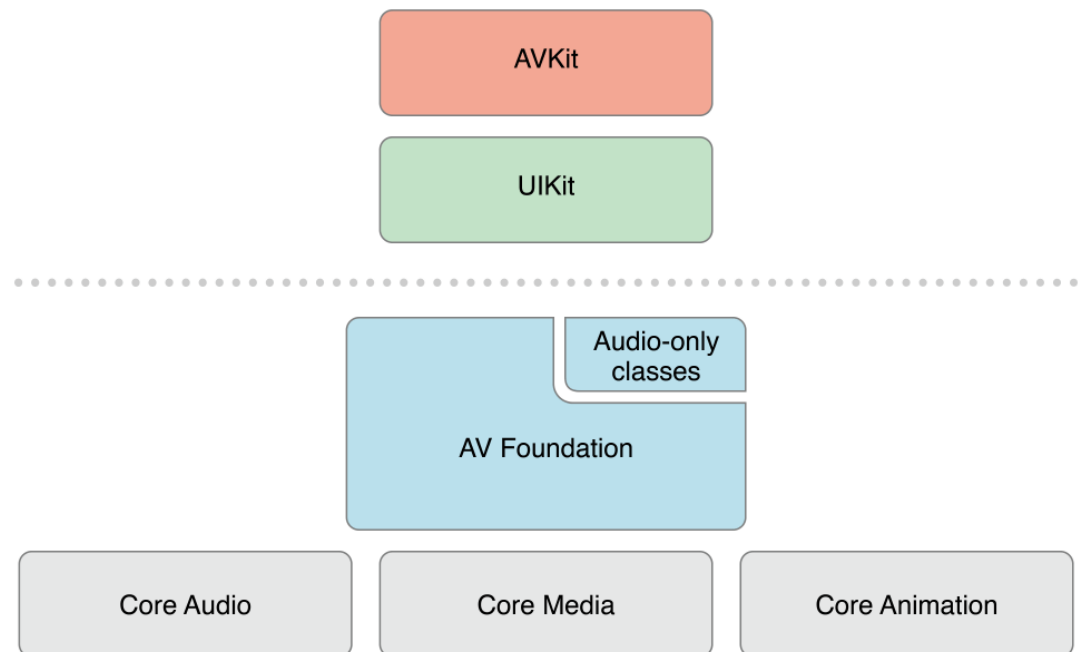 AVKit
UIKit
Audio-only
classes
AV Foundation
Core Audio
Core Media
Core Animation